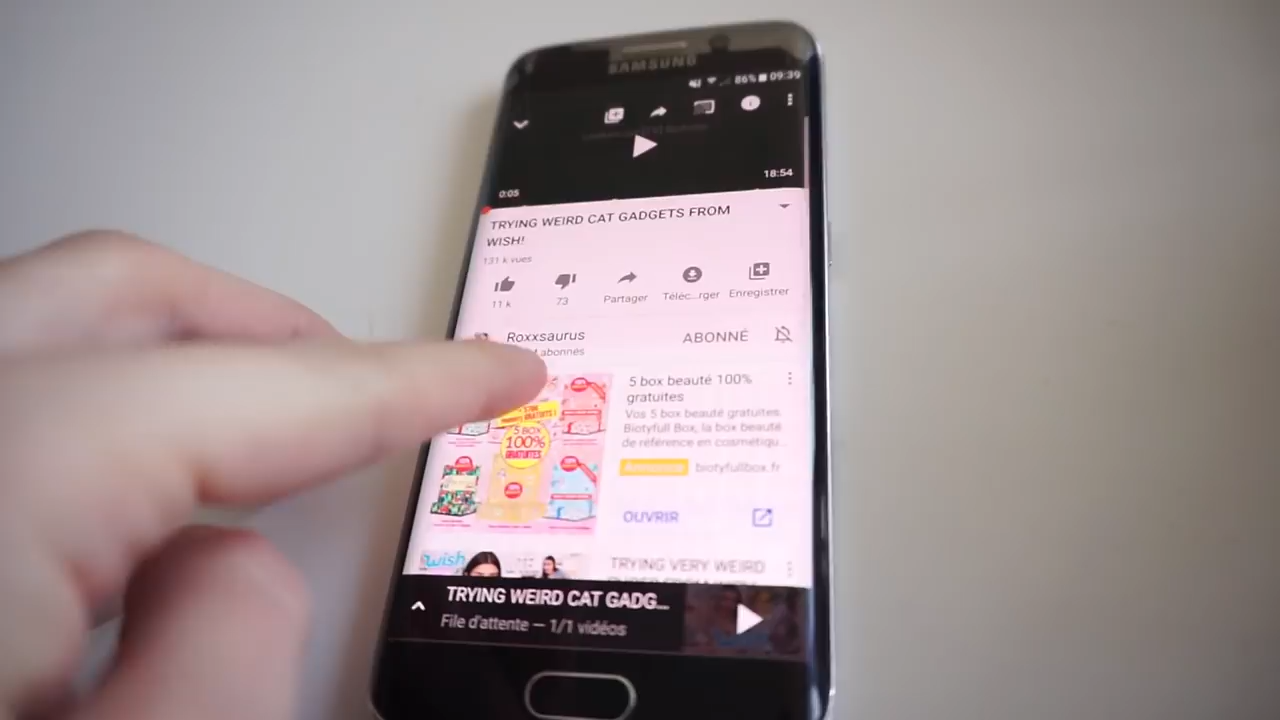 SAMSUNG
86% 09:39
0:05
18:54
TRYING WEIRD CAT GADGETS FROM
WISH!
131 k vues
11 k
73
Partager
Téléc...rger
Enregistrer
Roxxsaurus
abonnés
ABONNÉ
5 BOX
100%
GRATUITES
5 box beauté 100%
gratuites
Vos 5 box beauté gratuites.
Biotyfull Box, la box beauté
de référence en cosmétiqu...
Annonce biotyfullbox.fr
OUVRIR
wish
TRYING VERY WEIRD
TRYING WEIRD CAT GADG...
File d'attente — 1/1 vidéos